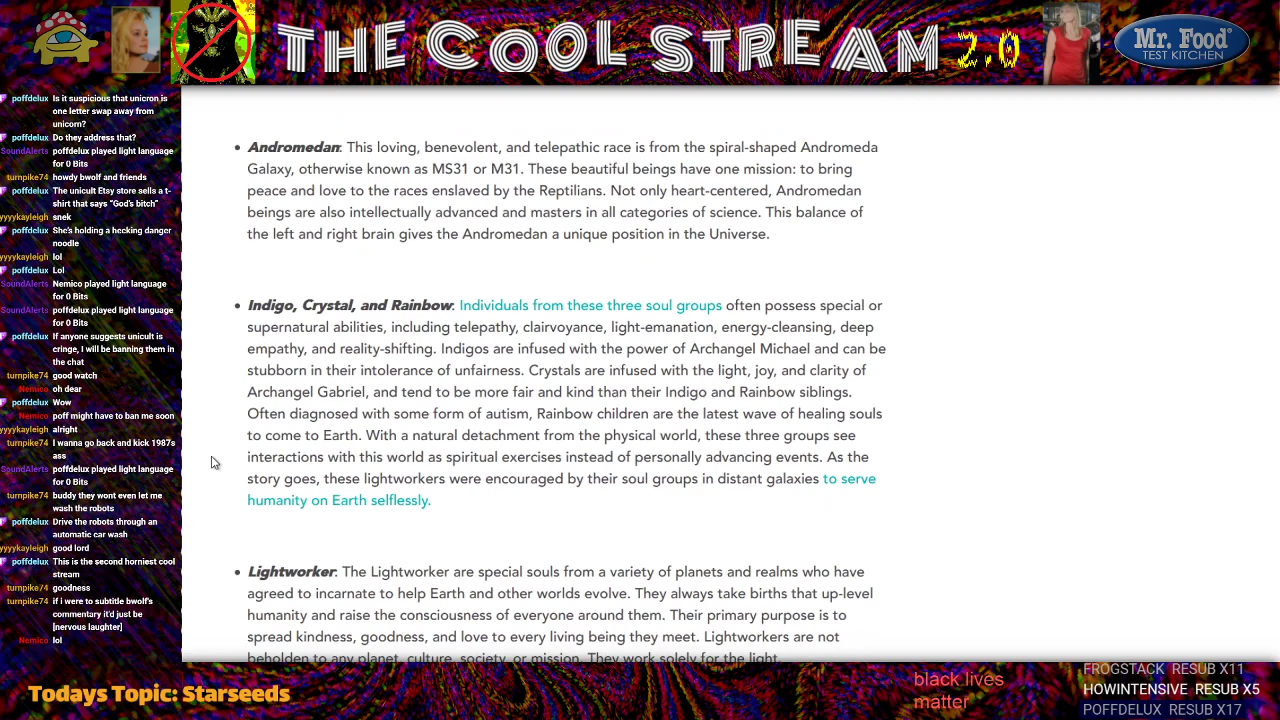 THE COOL STREAM 2.0
Mr. Food®
TEST KITCHEN
poffdelux Is it suspicious that unicron is
one letter swap away from
unicorn?
poffdelux Do they address that?
SoundAlerts poffdelux played light language
for 0 Bits
turnpike74 howdy bwolf and friends
poffdelux The unicult Etsy store sells a t-
shirt that says “God's bitch”
yyyykayleigh snek
poffdelux She's holding a hecking danger
noodle
yyyykayleigh lol
poffdelux Lol
SoundAlerts Nemico played light language
for 0 Bits
SoundAlerts poffdelux played light language
for 0 Bits
poffdelux If anyone suggests unicult is
cringe, I will be banning them in
the chat
turnpike74 good watch
Nemico oh dear
poffdelux Wow
Nemico poff might have to ban me soon
yyyykayleigh alright
turnpike74 I wanna go back and kick 1987s
ass
SoundAlerts poffdelux played light language
for 0 Bits
turnpike74 buddy they wont even let me
wash the robots
poffdelux Drive the robots through an
automatic car wash
yyyykayleigh good lord
poffdelux This is the second horniest cool
stream
turnpike74 goodness
turnpike74 if i were to subtitle bwolf's
commentary it'd just be
[nervous laughter]
Nemico lol
• Andromedan: This loving, benevolent, and telepathic race is from the spiral-shaped Andromeda
Galaxy, otherwise known as MS31 or M31. These beautiful beings have one mission: to bring
peace and love to the races enslaved by the Reptilians. Not only heart-centered, Andromedan
beings are also intellectually advanced and masters in all categories of science. This balance of
the left and right brain gives the Andromedan a unique position in the Universe.
• Indigo, Crystal, and Rainbow: Individuals from these three soul groups often possess special or
supernatural abilities, including telepathy, clairvoyance, light-emanation, energy-cleansing, deep
empathy, and reality-shifting. Indigos are infused with the power of Archangel Michael and can be
stubborn in their intolerance of unfairness. Crystals are infused with the light, joy, and clarity of
Archangel Gabriel, and tend to be more fair and kind than their Indigo and Rainbow siblings.
Often diagnosed with some form of autism, Rainbow children are the latest wave of healing souls
to come to Earth. With a natural detachment from the physical world, these three groups see
interactions with this world as spiritual exercises instead of personally advancing events. As the
story goes, these lightworkers were encouraged by their soul groups in distant galaxies to serve
humanity on Earth selflessly.
• Lightworker: The Lightworker are special souls from a variety of planets and realms who have
agreed to incarnate to help Earth and other worlds evolve. They always take births that up-level
humanity and raise the consciousness of everyone around them. Their primary purpose is to
spread kindness, goodness, and love to every living being they meet. Lightworkers are not
beholden to any planet, culture, society, or mission. They work solely for the light.
Todays Topic: Starseeds
black lives
matter
FROGSTACK RESUB X11
HOWINTENSIVE RESUB X5
POFFDELUX RESUB X17